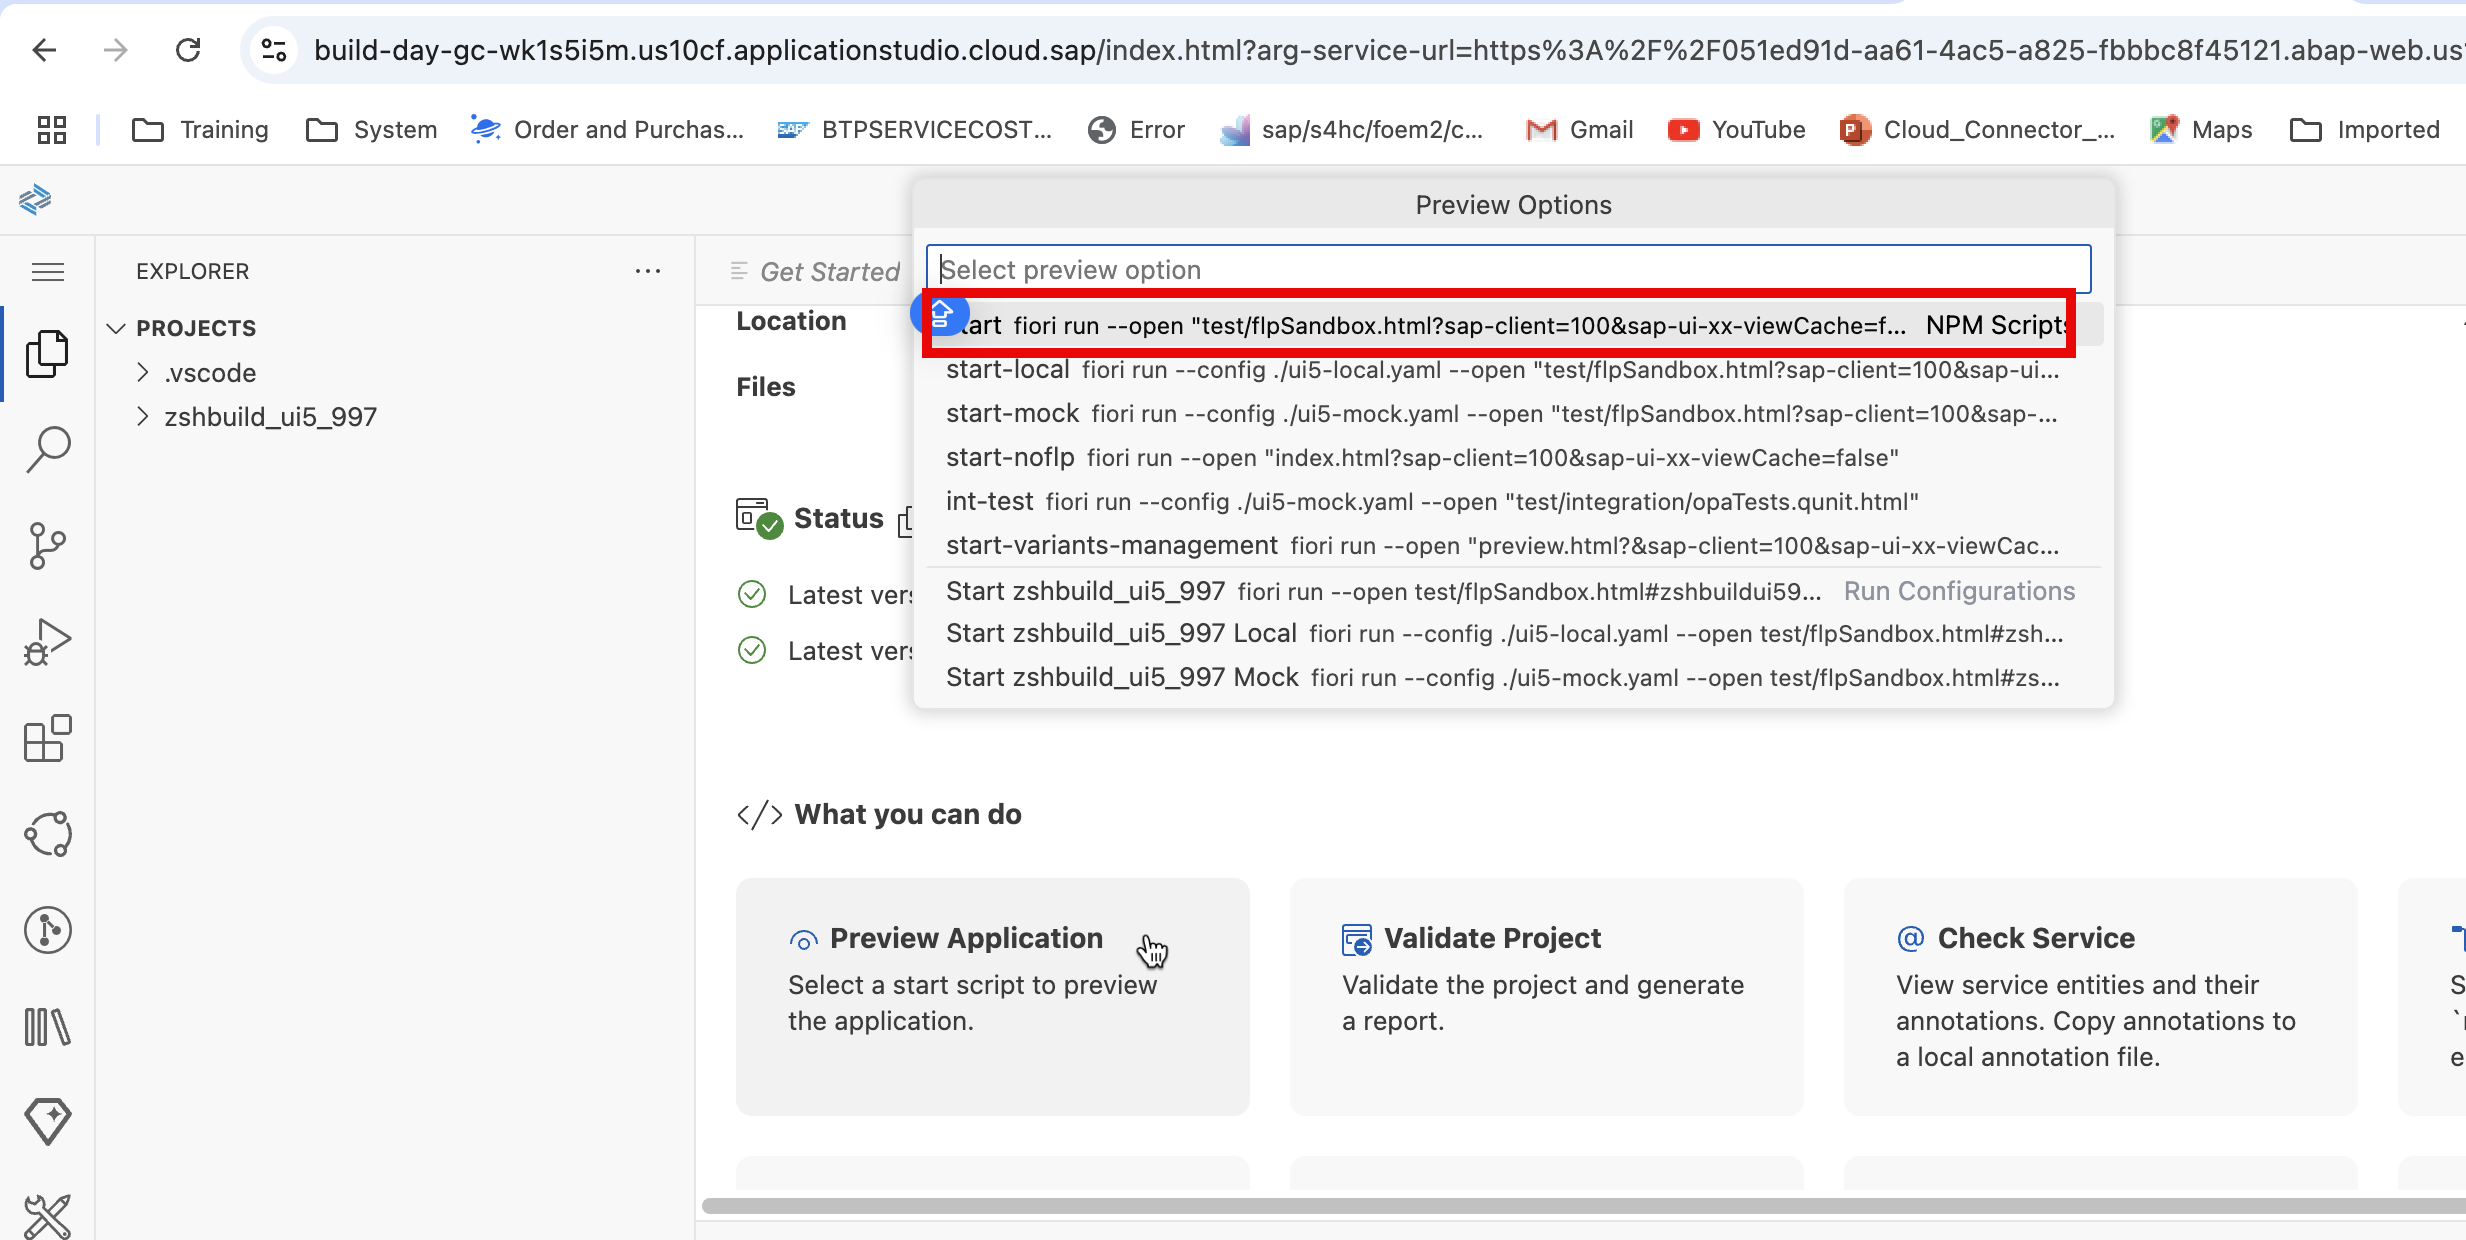 build-day-gc-wk1s5i5m.us10cf.applicationstudio.cloud.sap/index.html?arg-service-url=https%3A%2F%2F051ed91d-aa61-4ac5-a825-fbbbc8f45121.abap-web.us
Training System Order and Purchas... SAP BTPSERVICECOST... Error sap/s4hc/foem2/c... Gmail YouTube Cloud_Connector_... Maps Imported
Preview Options
EXPLORER
Get Started
Select preview option
PROJECTS
.vscode
zshbuild_ui5_997
Location
Files
tart fiori run --open "test/flpSandbox.html?sap-client=100&sap-ui-xx-viewCache=f... NPM Scripts
start-local fiori run --config ./ui5-local.yaml --open "test/flpSandbox.html?sap-client=100&sap-ui...
start-mock fiori run --config ./ui5-mock.yaml --open "test/flpSandbox.html?sap-client=100&sap-...
start-noflp fiori run --open "index.html?sap-client=100&sap-ui-xx-viewCache=false"
int-test fiori run --config ./ui5-mock.yaml --open "test/integration/opaTests.qunit.html"
start-variants-management fiori run --open "preview.html?&sap-client=100&sap-ui-xx-viewCac...
Start zshbuild_ui5_997 fiori run --open test/flpSandbox.html#zshbuildui59... Run Configurations
Start zshbuild_ui5_997 Local fiori run --config ./ui5-local.yaml --open test/flpSandbox.html#zsh...
Start zshbuild_ui5_997 Mock fiori run --config ./ui5-mock.yaml --open test/flpSandbox.html#zs...
Status
Latest vers
Latest vers
What you can do
Preview Application
Select a start script to preview
the application.
Validate Project
Validate the project and generate
a report.
Check Service
View service entities and their
annotations. Copy annotations to
a local annotation file.